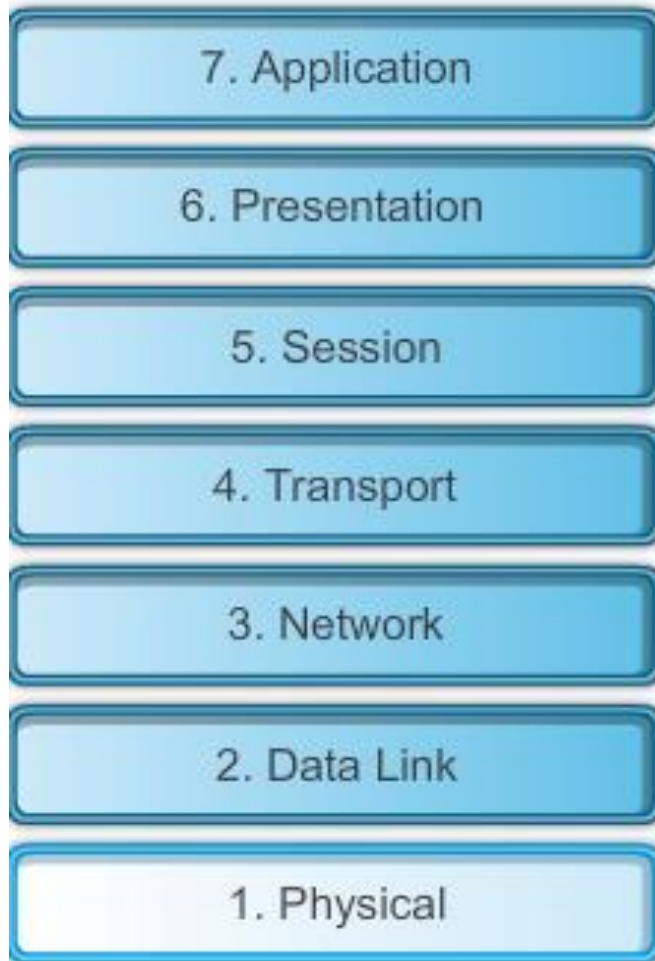 7. Application
6. Presentation
5. Session
4. Transport
3. Network
2. Data Link
1. Physical